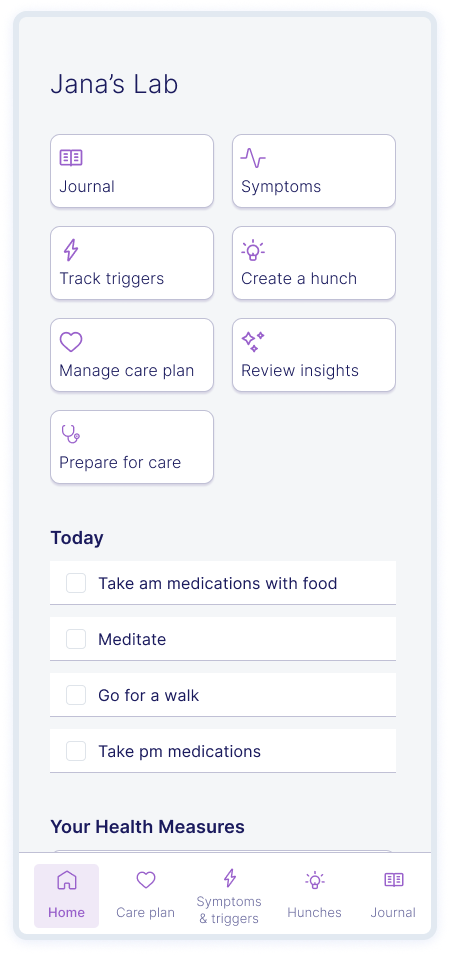 Jana’s Lab
Journal
Symptoms
Track triggers
Create a hunch
Manage care plan
Review insights
Prepare for care
Today
Take am medications with food
Meditate
Go for a walk
Take pm medications
Your Health Measures
Home
Care plan
Symptoms
& triggers
Hunches
Journal